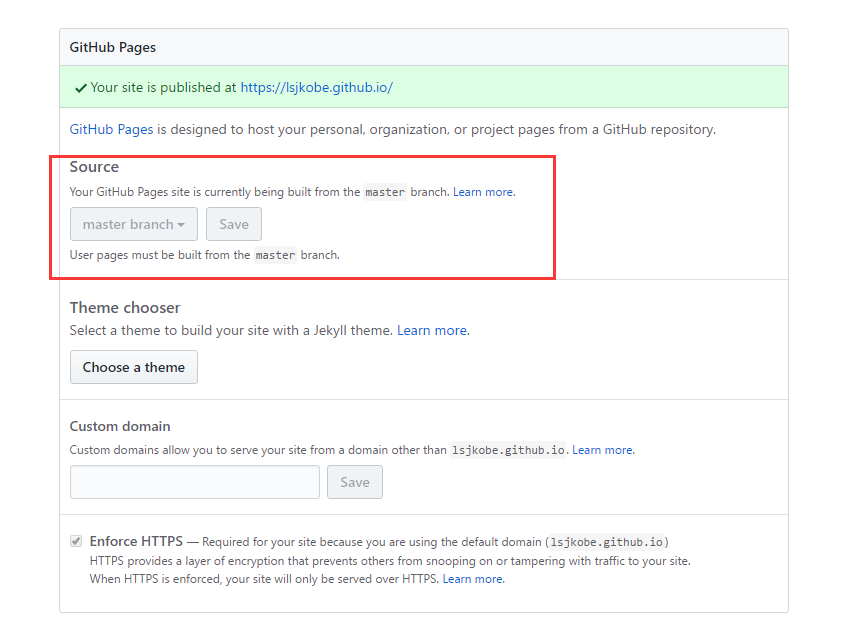 GitHub Pages
Your site is published at https://lsjkobe.github.io/
GitHub Pages is designed to host your personal, organization, or project pages from a GitHub repository.
Source
Your GitHub Pages site is currently being built from the master branch. Learn more.
master branch Save
User pages must be built from the master branch.
Theme chooser
Select a theme to build your site with a Jekyll theme. Learn more.
Choose a theme
Custom domain
Custom domains allow you to serve your site from a domain other than lsjkobe.github.io. Learn more.
Save
Enforce HTTPS — Required for your site because you are using the default domain (lsjkobe.github.io)
HTTPS provides a layer of encryption that prevents others from snooping on or tampering with traffic to your site.
When HTTPS is enforced, your site will only be served over HTTPS. Learn more.